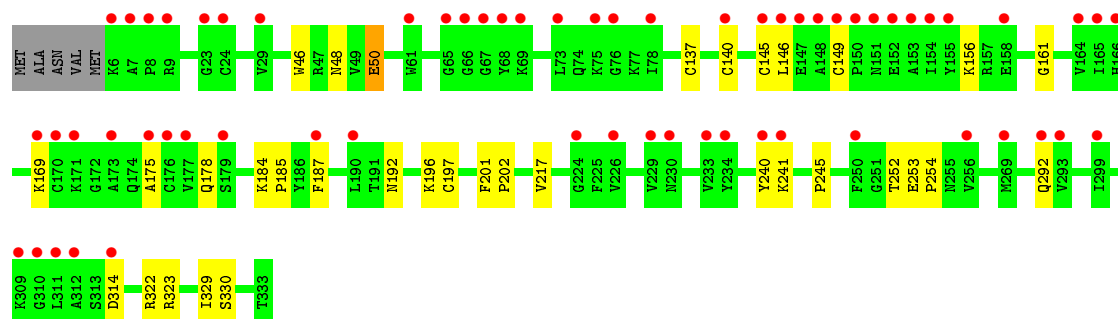 MET ALA ASN VAL MET K6 A7 P8 R9 G23 C24 V29 W46 R47 N48 V49 E50 W61 G65 G66 G67 Y68 K69 L73 Q74 K75 G76 K77 I78 C137 C140 C145 L146 E147 A148 C149 P150 N151 E152 A153 I154 Y155 K156 R157 E158 G161 V164 I165 H166
K169 C170 K171 G172 A173 Q174 A175 C176 V177 Q178 S179 K184 P185 Y186 F187 L190 T191 N192 K196 C197 F201 P202 V217 G224 F225 V226 V229 N230 V233 Y234 Y240 K241 P245 F250 G251 T252 E253 P254 N255 V256 M269 Q292 V293 I299
K309 G310 L311 A312 S313 D314 R322 R323 I329 S330 T333